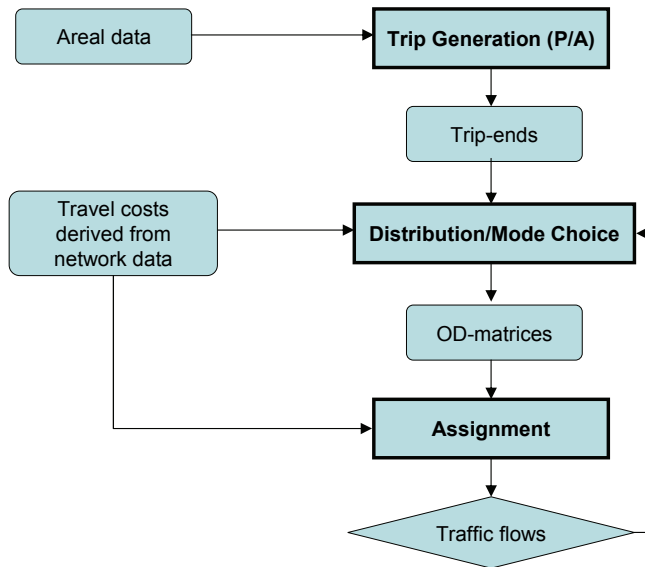 Areal data
Trip Generation (P/A)
Trip-ends
Travel costs
derived from
network data
Distribution/Mode Choice
OD-matrices
Assignment
Traffic flows